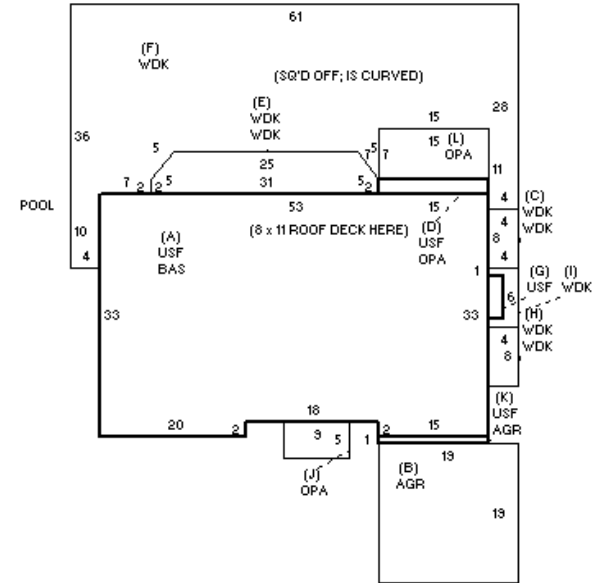 61
(F)
WDK
(SQ'D OFF; IS CURVED)
(E)
WDK
WDK
15
28
36
5
7
5
7
15
(L)
OPA
25
11
7
2
2
5
31
5
2
4
(C)
WDK
WDK
POOL
53
15
10
(8 x 11 ROOF DECK HERE)
(D)
USF
OPA
8
4
(A)
USF
BAS
4
1
(G)
USF
(I)
WDK
6
33
33
(H)
WDK
WDK
4
8
(K)
USF
AGR
18
20
2
9
5
1
2
15
19
(J)
OPA
(B)
AGR
19